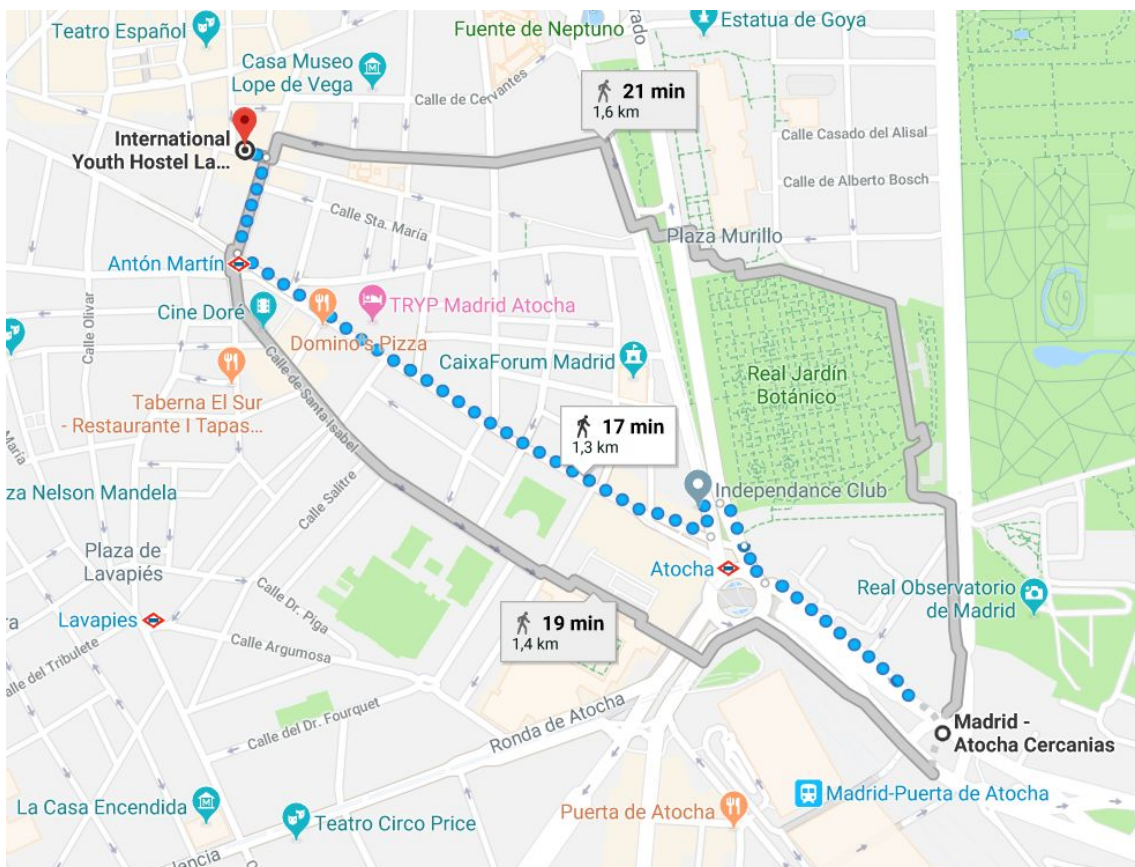 Teatro Español
Fuente de Neptuno
Estatua de Goya
Casa Museo
Lope de Vega
Calle de Cervantes
21 min
1,6 km
International
Youth Hostel La...
Calle Casado del Alisal
Calle de Alberto Bosch
Calle Sta. María
Plaza Murillo
Antón Martín
Cine Doré
TRYP Madrid Atocha
Domino's Pizza
Calle Olivar
CaixaForum Madrid
Real Jardín
Botánico
Taberna El Sur
- Restaurante I Tapas...
Calle de Santa Isabel
17 min
1,3 km
María
za Nelson Mandela
Calle Salitre
Independance Club
Plaza de
Lavapiés
Atocha
Real Observatorio
de Madrid
Lavapies
Calle Dr. Piga
19 min
1,4 km
Calle Argumosa
Calle del Tribulete
Calle del Dr. Fourquet
Ronda de Atocha
Madrid -
Atocha Cercanias
La Casa Encendida
Teatro Circo Price
Puerta de Atocha
Madrid-Puerta de Atocha